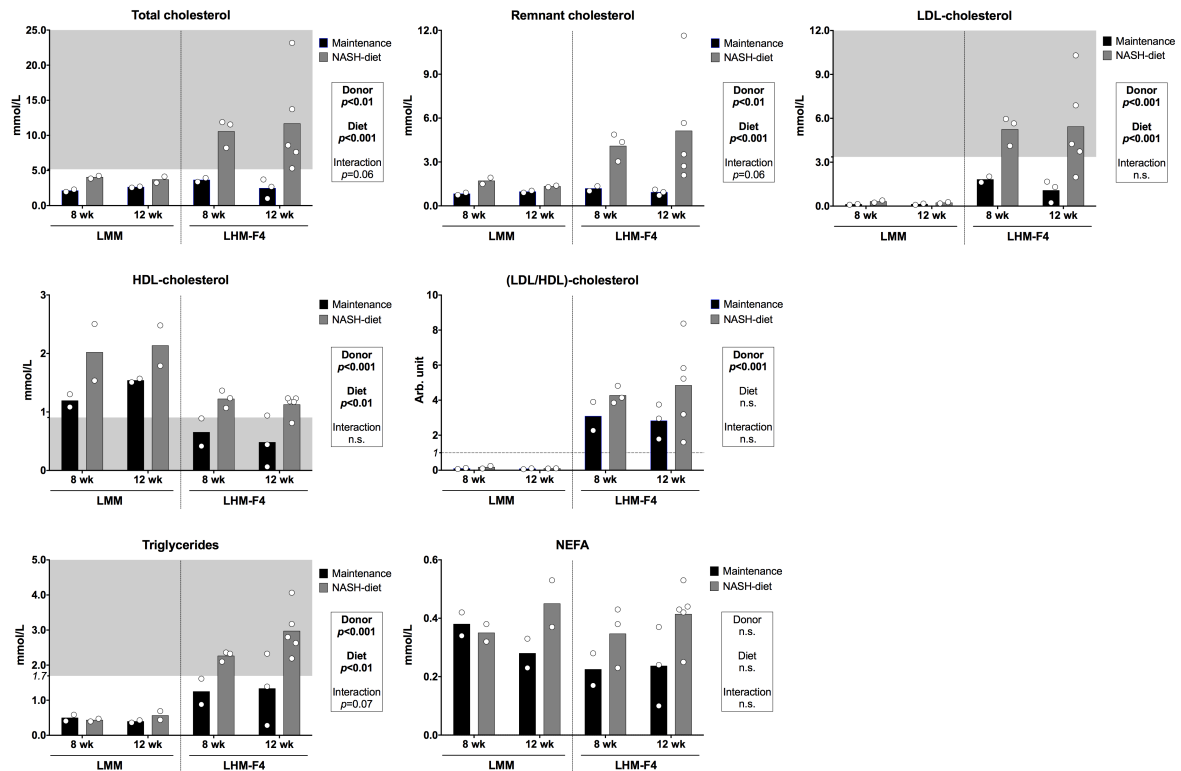 Total cholesterol
25.0
20.0
15.0
10.0
5.0
0.0
mmol/L
8 wk
12 wk
8 wk
12 wk
LMM
LHM-F4
Maintenance
NASH-diet
Donor
p<0.01
Diet
p<0.001
Interaction
p=0.06
Remnant cholesterol
12.0
9.0
6.0
3.0
0.0
mmol/L
8 wk
12 wk
8 wk
12 wk
LMM
LHM-F4
Maintenance
NASH-diet
Donor
p<0.01
Diet
p<0.001
Interaction
p=0.06
LDL-cholesterol
12.0
9.0
6.0
3.0
0.0
mmol/L
8 wk
12 wk
8 wk
12 wk
LMM
LHM-F4
Maintenance
NASH-diet
Donor
p<0.001
Diet
p<0.001
Interaction
n.s.
HDL-cholesterol
3
2
1
0
mmol/L
8 wk
12 wk
8 wk
12 wk
LMM
LHM-F4
Maintenance
NASH-diet
Donor
p<0.001
Diet
p<0.01
Interaction
n.s.
(LDL/HDL)-cholesterol
10
8
6
4
2
1
0
Arb. unit
8 wk
12 wk
8 wk
12 wk
LMM
LHM-F4
Maintenance
NASH-diet
Donor
p<0.001
Diet
n.s.
Interaction
n.s.
Triglycerides
5.0
4.0
3.0
2.0
1.7
1.0
0.0
mmol/L
8 wk
12 wk
8 wk
12 wk
LMM
LHM-F4
Maintenance
NASH-diet
Donor
p<0.001
Diet
p<0.01
Interaction
p=0.07
NEFA
0.6
0.4
0.2
0.0
mmol/L
8 wk
12 wk
8 wk
12 wk
LMM
LHM-F4
Maintenance
NASH-diet
Donor
n.s.
Diet
n.s.
Interaction
n.s.